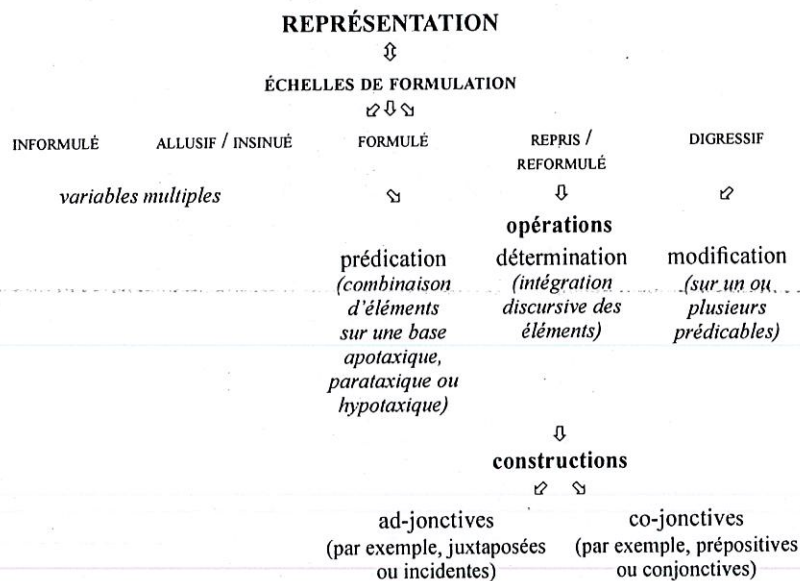 REPRÉSENTATION
⇕
ÉCHELLES DE FORMULATION
⬃ ⇩ ⬂
INFORMULÉ ALLUSIF / INSINUÉ FORMULÉ REPRIS / DIGRESSIF
REFORMULÉ
variables multiples ⬂ ⇩ ⬃
opérations
prédication détermination modification
(combinaison (intégration (sur un ou
d'éléments discursive des plusieurs
sur une base éléments) prédicables)
apotaxique,
parataxique ou
hypotaxique)
⇩
constructions
⬃ ⬂
ad-jonctives co-jonctives
(par exemple, juxtaposées (par exemple, prépositives
ou incidentes) ou conjonctives)